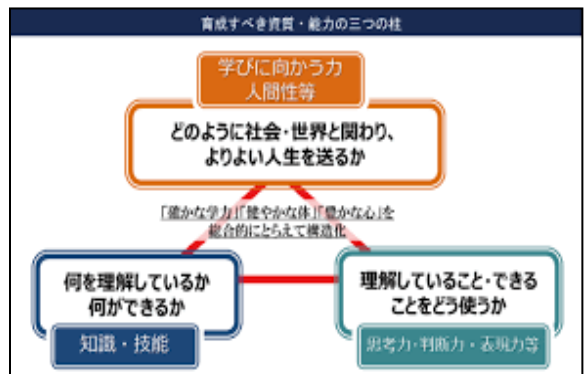 育成すべき資質・能力の三つの柱
学びに向かう力
人間性等
どのように社会・世界と関わり、
よりよい人生を送るか
「確かな学力」「健やかな体」「豊かな心」を
総合的にとらえて構造化
何を理解しているか
何ができるか
知識・技能
理解していること・できる
ことをどう使うか
思考力・判断力・表現力等